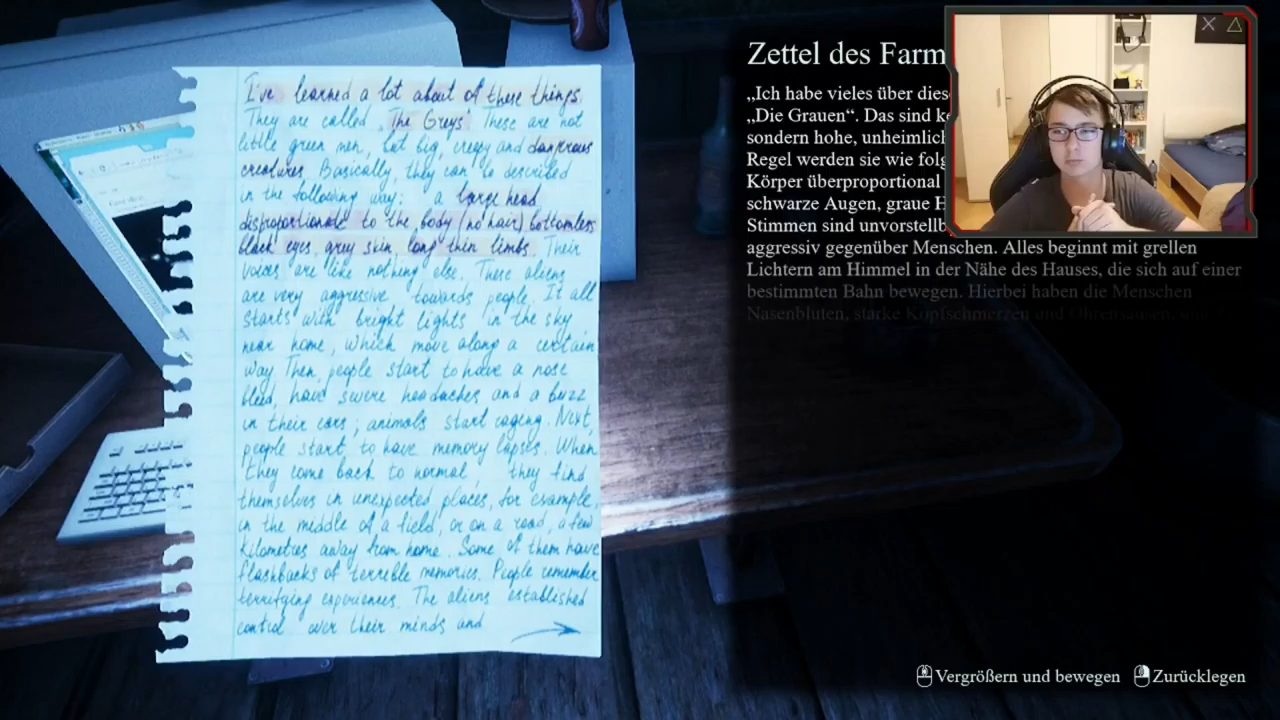 I've learned a lot about of these things
They are called "The Greys" These are not
little green men, but big, creepy and dangerous
creatures. Basically, they can be described
in the following way: a large head
disproportionate to the body (no hair) bottomless
black eyes, grey skin, long thin limbs. Their
voices are like nothing else. These aliens
are very aggressive towards people. It all
starts with bright lights in the sky
near home, which move along a certain
way. Then, people start to have a nose
bleed, have severe headaches and a buzz
in their ears; animals start raging. Next
people start to have memory lapses. When
they come back to normal, they find
themselves in unexpected places, for example,
in the middle of a field, or on a road, a few
kilometres away from home. Some of them have
flashbacks of terrible memories. People remember
terrifying experiences. The aliens established
control over their minds and
Zettel des Farm
„Ich habe vieles über
„Die Grauen“. Das sind
sondern hohe, unheimlich
Regel werden sie wie
Körper überproportional
schwarze Augen, graue
Stimmen sind
aggressiv gegenüber Menschen. Alles beginnt mit grellen
Lichtern am Himmel in der Nähe des Hauses, die sich auf einer
bestimmten Bahn bewegen. Hierbei haben die Menschen
Nasenbluten, starke Kopfschmerzen und Ohrensausen,
Vergrößern und bewegen Zurücklegen